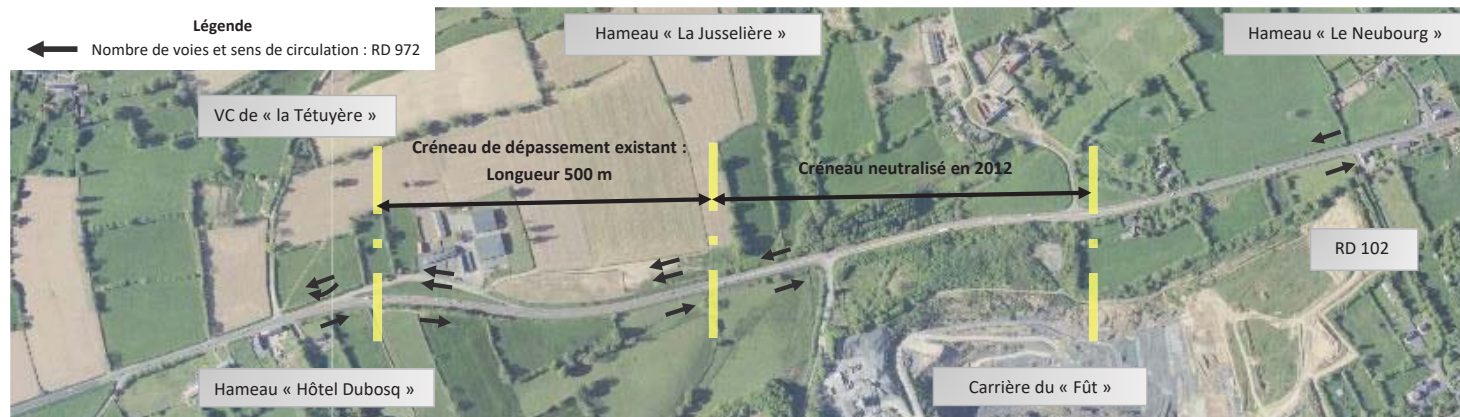 Légende
Nombre de voies et sens de circulation : RD 972
Hameau « La Jusselière »
Hameau « Le Neubourg »
VC de « la Tétuyère »
Créneau de dépassement existant :
Longueur 500 m
Créneau neutralisé en 2012
RD 102
Hameau « Hôtel Dubosq »
Carrière du « Fût »